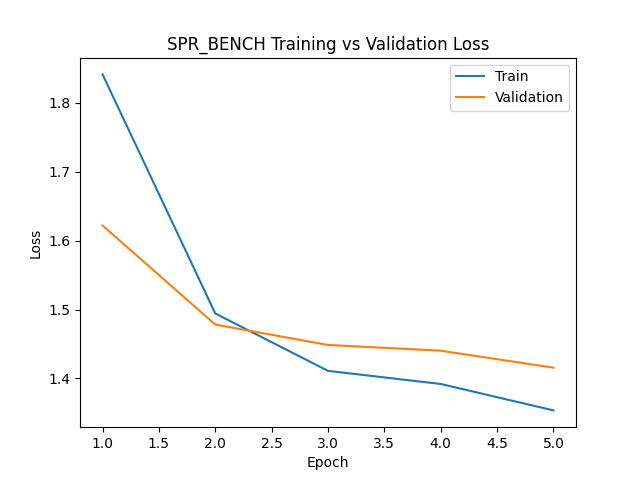 SPR_BENCH Training vs Validation Loss
Train
Validation
Loss
1.8
1.7
1.6
1.5
1.4
1.0 1.5 2.0 2.5 3.0 3.5 4.0 4.5 5.0
Epoch